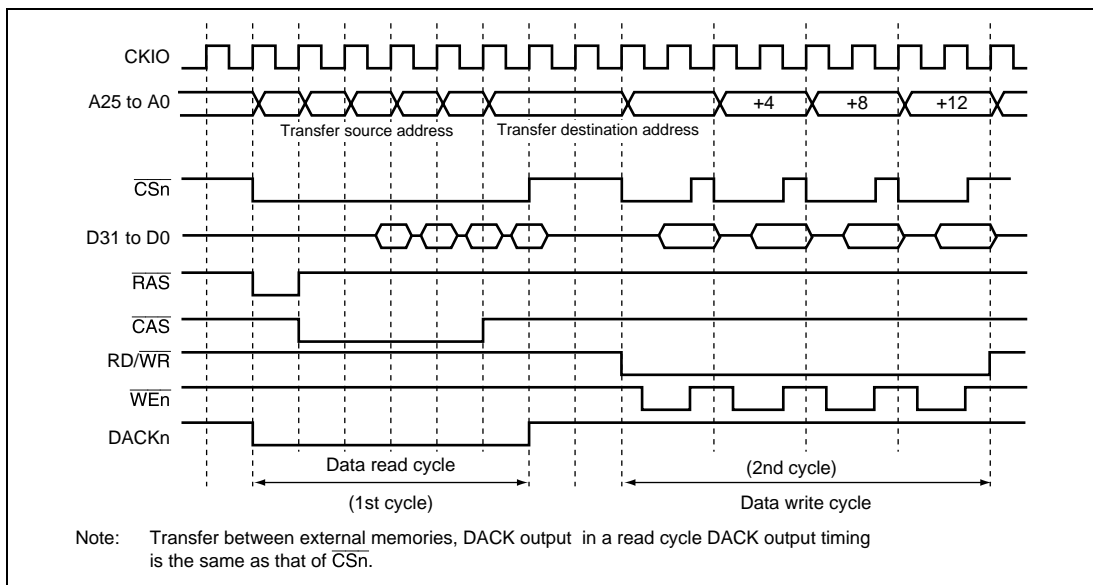 CKIO
A25 to A0
+4 +8 +12
Transfer source address Transfer destination address
CSn
D31 to D0
RAS
CAS
RD/WR
WEn
DACKn
Data read cycle (2nd cycle)
(1st cycle) Data write cycle
Note: Transfer between external memories, DACK output in a read cycle DACK output timing
is the same as that of CSn.